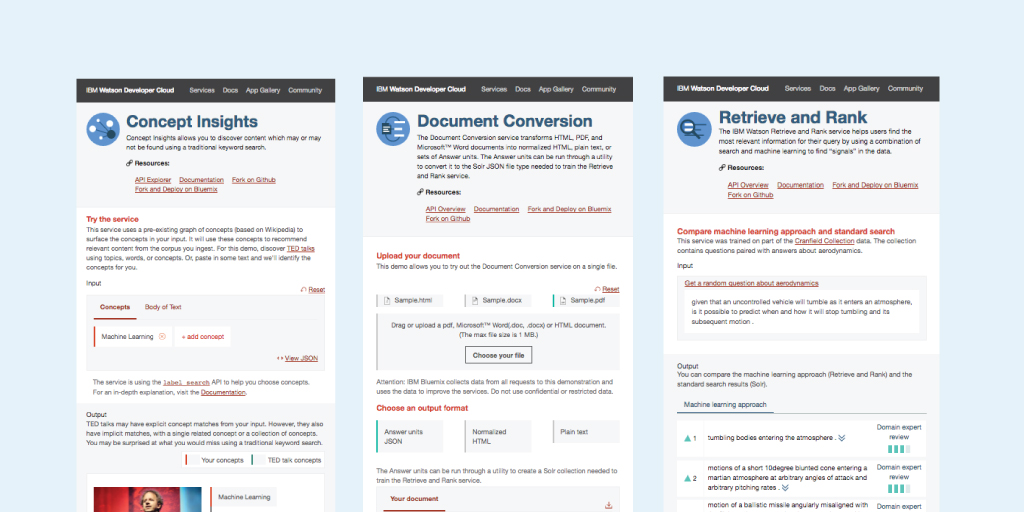 IBM Watson Developer Cloud Services Docs App Gallery Community
Concept Insights
Concept Insights allows you to discover content which may or may
not be found using a traditional keyword search.
Resources:
API Explorer Documentation Fork on Github
Fork and Deploy on Bluemix
Try the service
This service uses a pre-existing graph of concepts (based on Wikipedia) to
surface the concepts in your input. It will use these concepts to recommend
relevant content from the corpus you ingest. For this demo, discover TED talks
using topics, words, or concepts. Or, paste in some text and we'll identify the
concepts for you.
Input
Reset
Concepts Body of Text
Machine Learning + add concept
View JSON
The service is using the label_search API to help you choose concepts.
For an in-depth explanation, visit the Documentation.
Output
TED talks may have explicit concept matches from your input. However, they also
have implicit matches, with a single related concept or a collection of concepts.
You may be surprised at what you would miss using a traditional keyword search.
Your concepts TED talk concepts
Machine Learning
IBM Watson Developer Cloud Services Docs App Gallery Community
Document Conversion
The Document Conversion service transforms HTML, PDF, and
Microsoft™ Word documents into normalized HTML, plain text, or
sets of Answer units. The Answer units can be run through a utility
to convert it to the Solr JSON file type needed to train the Retrieve
and Rank service.
Resources:
API Overview Documentation Fork and Deploy on Bluemix
Fork on Github
Upload your document
This demo allows you to try out the Document Conversion service on a single file.
Reset
Sample.html Sample.docx Sample.pdf
Drag or upload a pdf, Microsoft™ Word(.doc, .docx) or HTML document.
(The max file size is 1 MB.)
Choose your file
Attention: IBM Bluemix collects data from all requests to this demonstration and
uses the data to improve the services. Do not use confidential or restricted data.
Choose an output format
Answer units
JSON
Normalized
HTML
Plain text
The Answer units can be run through a utility to create a Solr collection needed to
train the Retrieve and Rank service.
Your document
IBM Watson Developer Cloud Services Docs App Gallery Community
Retrieve and Rank
The IBM Watson Retrieve and Rank service helps users find the
most relevant information for their query by using a combination of
search and machine learning to find "signals" in the data.
Resources:
API Overview Documentation Fork and Deploy on Bluemix
Fork on Github
Compare machine learning approach and standard search
This service was trained on part of the Cranfield Collection data. The collection
contains questions paired with answers about aerodynamics.
Input
Get a random question about aerodynamics
given that an uncontrolled vehicle will tumble as it enters an atmosphere,
is it possible to predict when and how it will stop tumbling and its
subsequent motion .
Output
You can compare the machine learning approach (Retrieve and Rank) and the
standard search results (Solr).
Machine learning approach
1 tumbling bodies entering the atmosphere . Domain expert
review
2 motions of a short 10degree blunted cone entering a
martian atmosphere at arbitrary angles of attack and
arbitrary pitching rates . Domain expert
review
motion of a ballistic missile angularly misaligned with Domain expert